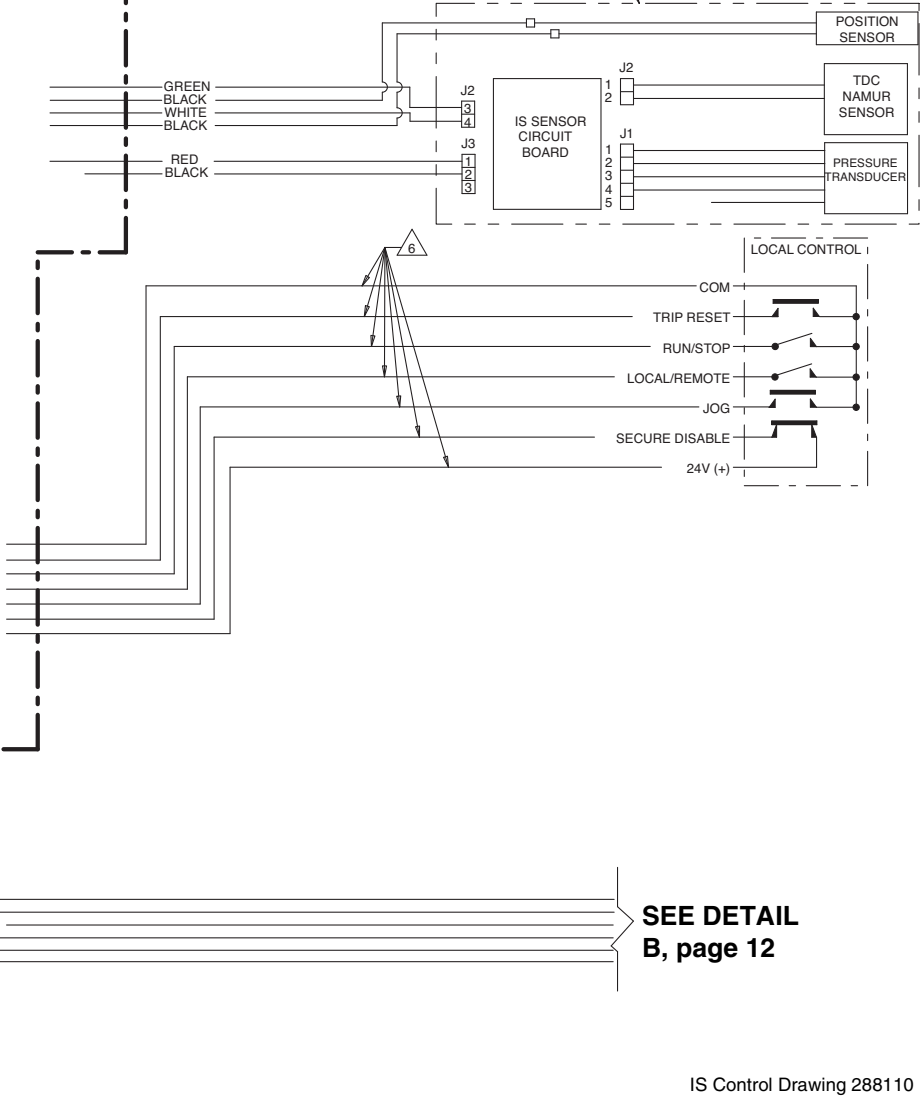 POSITION
SENSOR
GREEN
BLACK
WHITE
BLACK
RED
BLACK
J2
3
4
J3
1
2
3
IS SENSOR
CIRCUIT
BOARD
J2
1
2
J1
1
2
3
4
5
TDC
NAMUR
SENSOR
PRESSURE
TRANSDUCER
6
LOCAL CONTROL
COM
TRIP RESET
RUN/STOP
LOCAL/REMOTE
JOG
SECURE DISABLE
24V (+)
SEE DETAIL
B, page 12
IS Control Drawing 288110